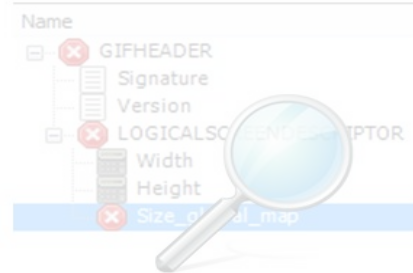 Name
GIFHEADER
Signature
Version
Width
Height